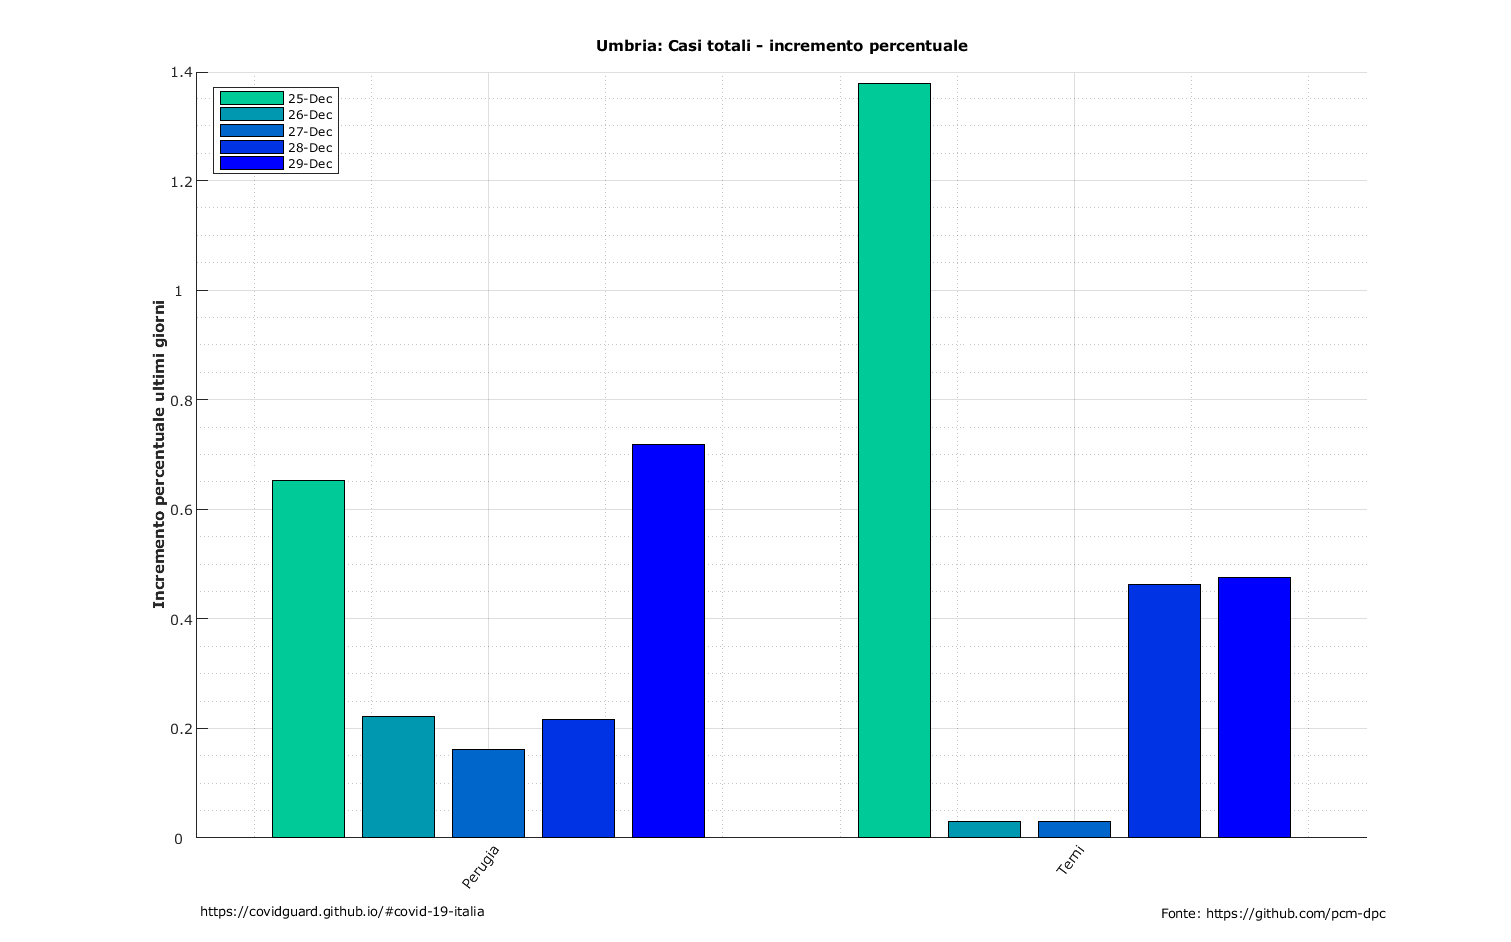 Umbria: Casi totali - incremento percentuale
25-Dec
26-Dec
27-Dec
28-Dec
29-Dec
Incremento percentuale ultimi giorni
1.4
1.2
1
0.8
0.6
0.4
0.2
0
Perugia
Terni
https://covidguard.github.io/#covid-19-italia
Fonte: https://github.com/pcm-dpc